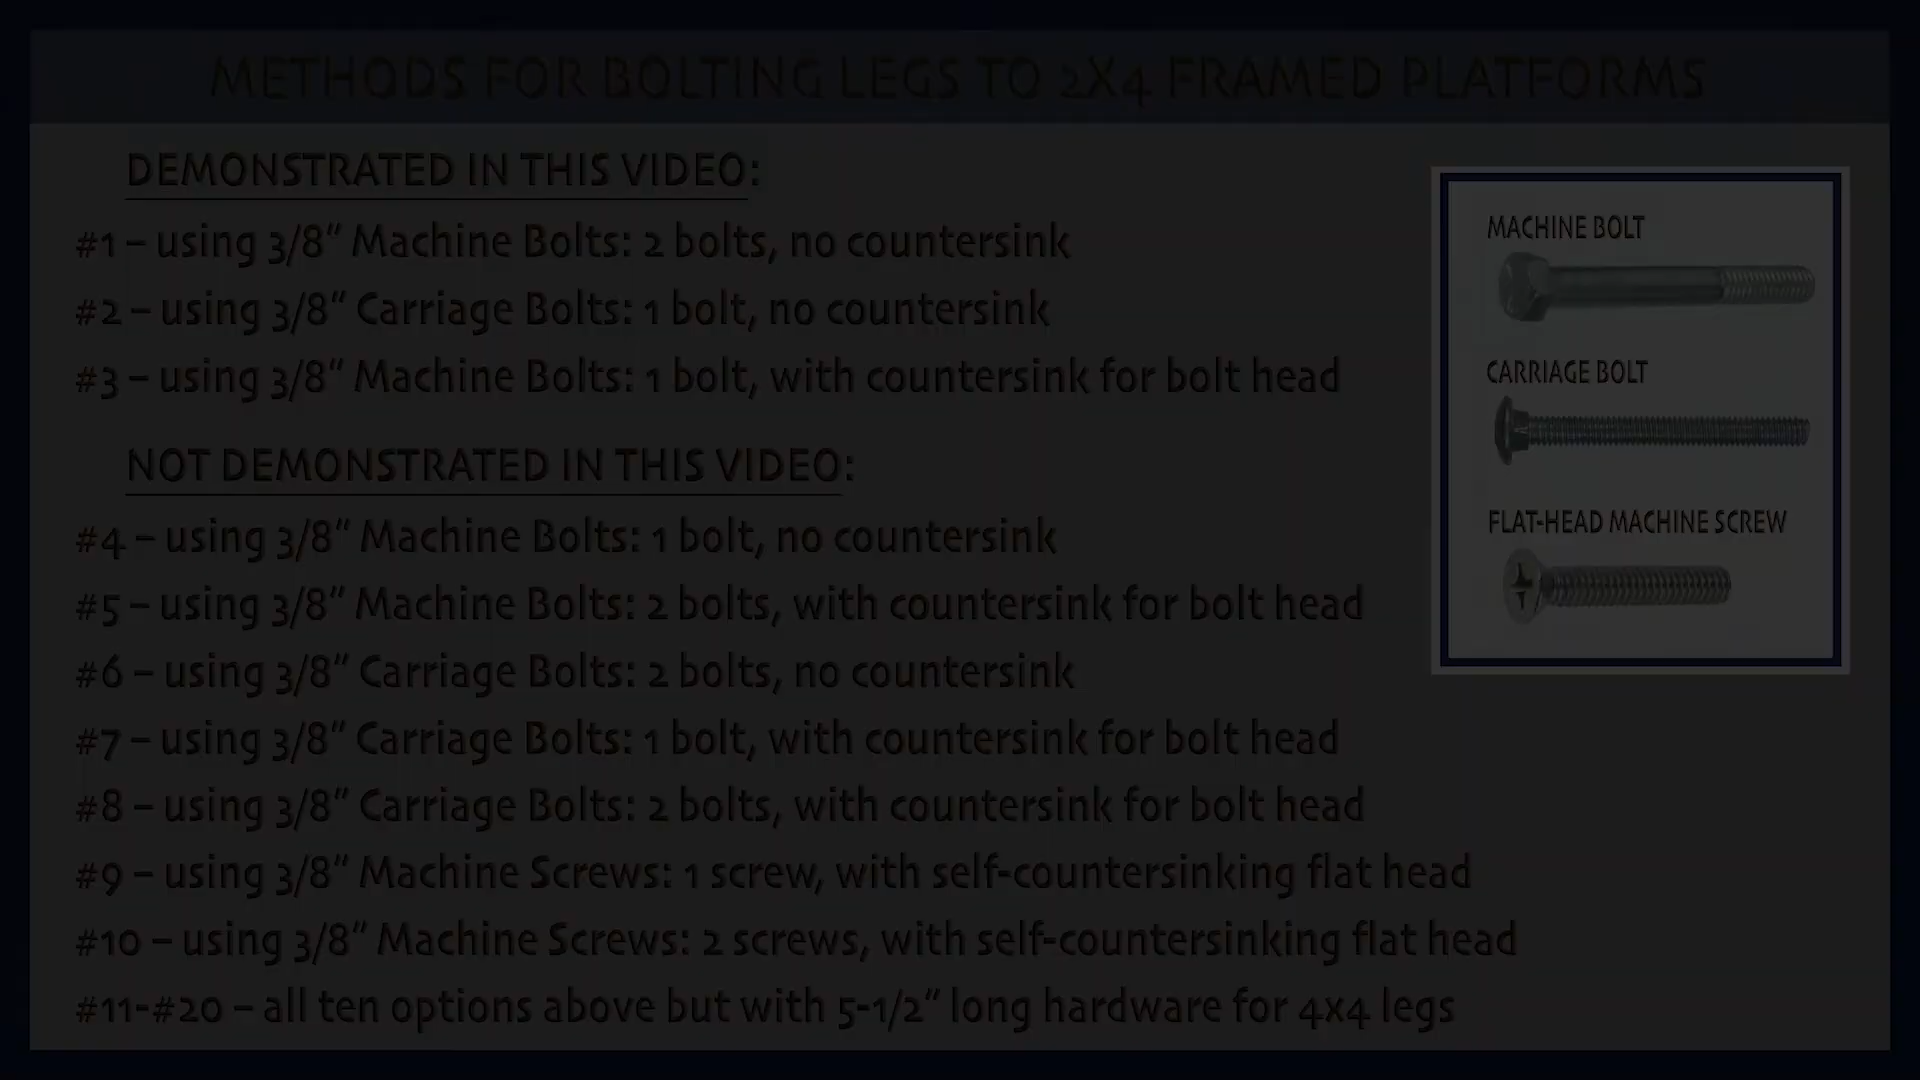 METHODS FOR BOLTING LEGS TO 2X4 FRAMED PLATFORMS
DEMONSTRATED IN THIS VIDEO:
#1 – using 3/8” Machine Bolts: 2 bolts, no countersink
#2 – using 3/8” Carriage Bolts: 1 bolt, no countersink
#3 – using 3/8” Machine Bolts: 1 bolt, with countersink for bolt head
NOT DEMONSTRATED IN THIS VIDEO:
#4 – using 3/8” Machine Bolts: 1 bolt, no countersink
#5 – using 3/8” Machine Bolts: 2 bolts, with countersink for bolt head
#6 – using 3/8” Carriage Bolts: 2 bolts, no countersink
#7 – using 3/8” Carriage Bolts: 1 bolt, with countersink for bolt head
#8 – using 3/8” Carriage Bolts: 2 bolts, with countersink for bolt head
#9 – using 3/8” Machine Screws: 1 screw, with self-countersinking flat head
#10 – using 3/8” Machine Screws: 2 screws, with self-countersinking flat head
#11-#20 – all ten options above but with 5-1/2” long hardware for 4x4 legs
MACHINE BOLT
CARRIAGE BOLT
FLAT-HEAD MACHINE SCREW